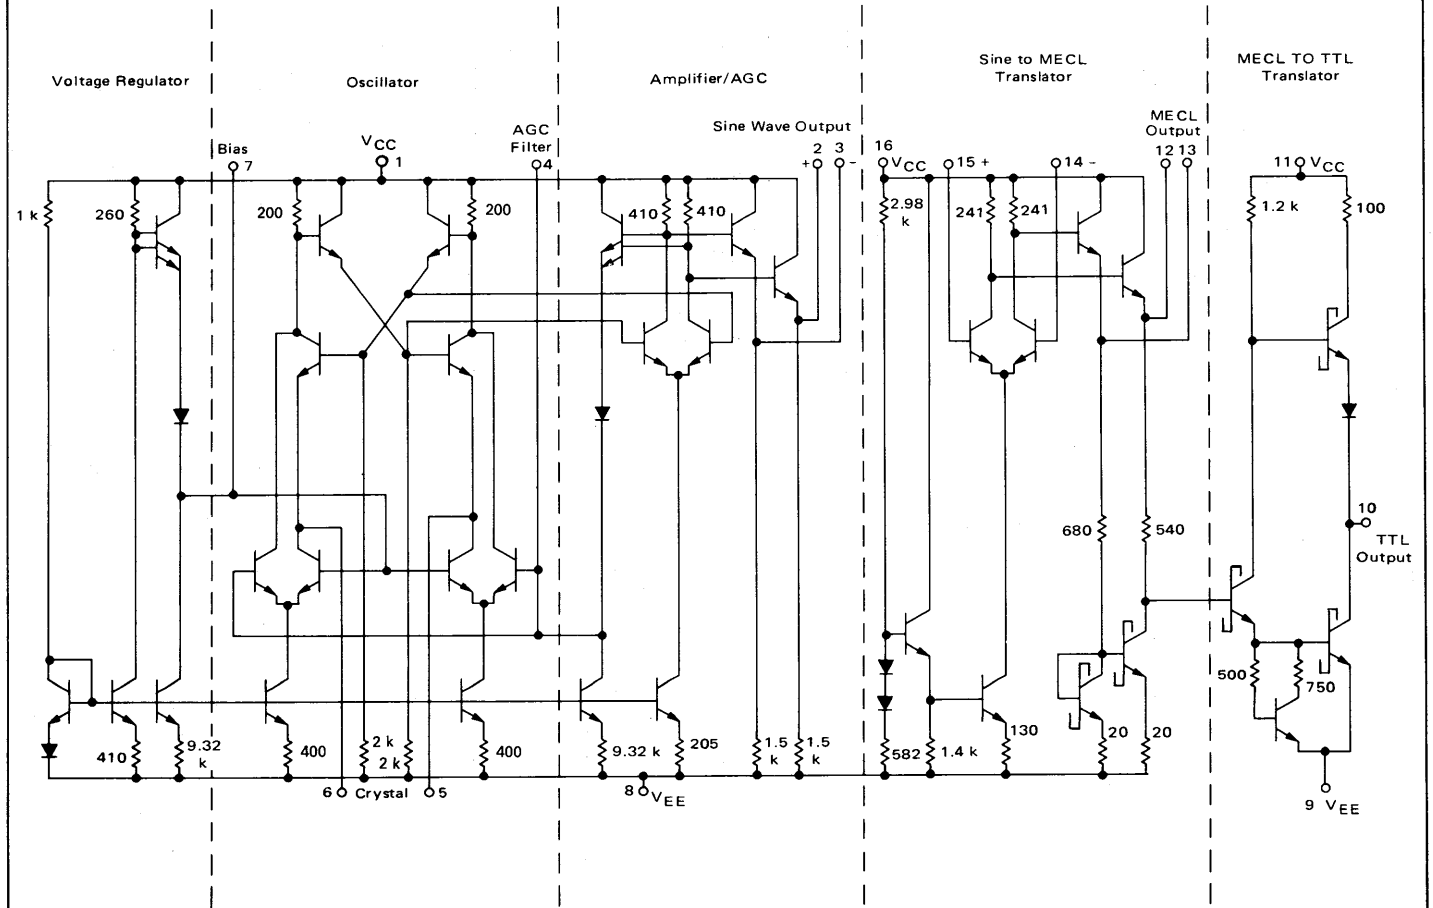 Voltage Regulator
Oscillator
Amplifier/AGC
Sine to MECL
Translator
MECL TO TTL
Translator
Bias
7
VCC
1
AGC
Filter
4
Sine Wave Output
+ 2 3 -
16
VCC
15 +
14 -
MECL
Output
12 13
11 VCC
1 k
260
200
200
410
410
2.98
k
241
241
1.2 k
100
680
540
10
TTL
Output
500
750
410
9.32
k
400
2 k
2 k
400
9.32 k
205
1.5
k
1.5
k
582
1.4 k
130
20
20
6 Crystal 5
8 VEE
9 VEE